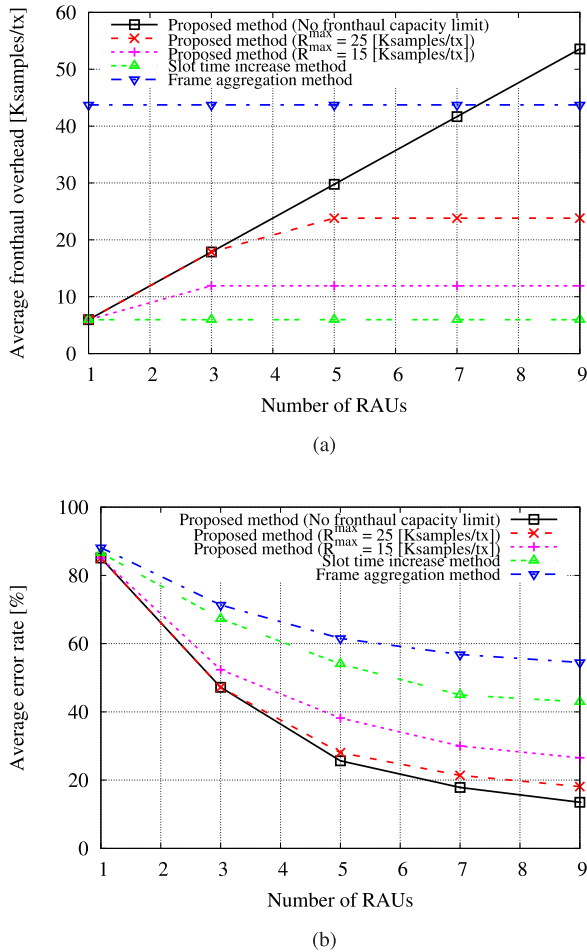 Proposed method (No fronthaul capacity limit)
Proposed method (R^max = 25 [Ksamples/tx])
Proposed method (R^max = 15 [Ksamples/tx])
Slot time increase method
Frame aggregation method
Average fronthaul overhead [Ksamples/tx]
60
50
40
30
20
10
0
1 2 3 4 5 6 7 8 9
Number of RAUs
(a)
Proposed method (No fronthaul capacity limit)
Proposed method (R^max = 25 [Ksamples/tx])
Proposed method (R^max = 15 [Ksamples/tx])
Slot time increase method
Frame aggregation method
Average error rate [%]
100
80
60
40
20
0
1 2 3 4 5 6 7 8 9
Number of RAUs
(b)